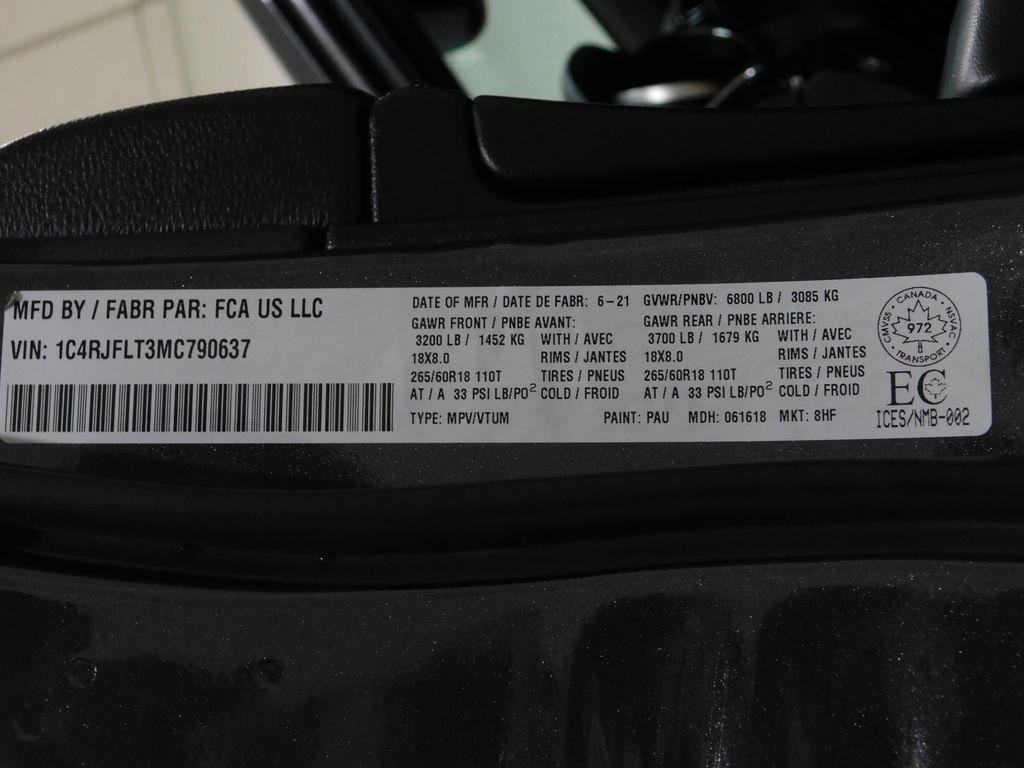 MFD BY / FABR PAR: FCA US LLC
VIN: 1C4RJFLT3MC790637
DATE OF MFR / DATE DE FABR: 6-21
GAWR FRONT / PNBE AVANT:
3200 LB / 1452 KG WITH / AVEC
18X8.0 RIMS / JANTES
265/60R18 110T TIRES / PNEUS
AT / A 33 PSI LB/PO² COLD / FROID
TYPE: MPV/VTUM
GVWR/PNBV: 6800 LB / 3085 KG
GAWR REAR / PNBE ARRIERE:
3700 LB / 1679 KG WITH / AVEC
18X8.0 RIMS / JANTES
265/60R18 110T TIRES / PNEUS
AT / A 33 PSI LB/PO² COLD / FROID
PAINT: PAU MDH: 061618 MKT: 8HF
CANADA
CMVSS NSVAC
972
TRANSPORT
EC
ICES/NMB-002